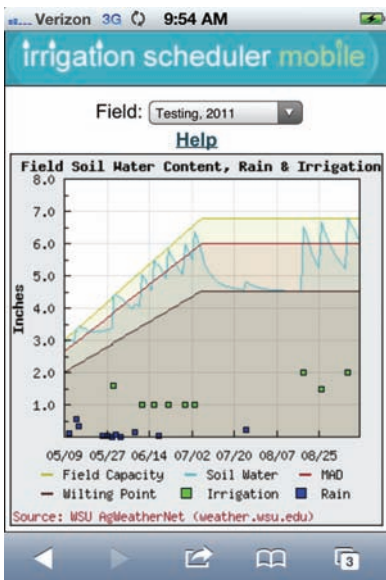 Verizon 3G 9:54 AM
irrigation scheduler mobile
Field: Testing, 2011
Help
Field Soil Water Content, Rain & Irrigation
8.0
7.0
6.0
5.0
4.0
3.0
2.0
1.0
Inches
05/09 05/27 06/14 07/02 07/20 08/07 08/25
Field Capacity Soil Water MAD
Wilting Point Irrigation Rain
Source: WSU AgWeatherNet (weather.wsu.edu)
3